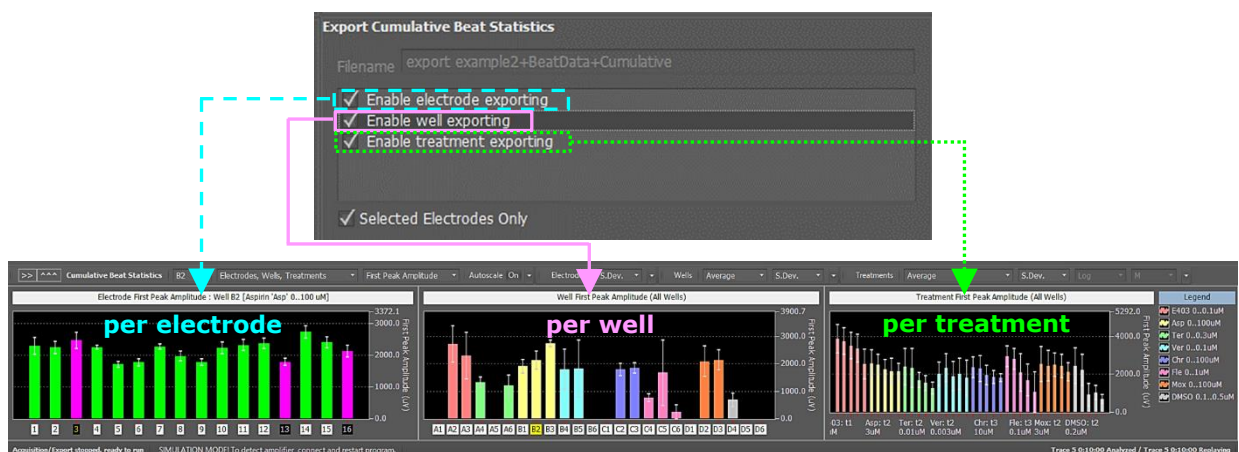 Export Cumulative Beat Statistics
Filename export example2+BeatData+Cumulative
Enable electrode exporting
Enable well exporting
Enable treatment exporting
Selected Electrodes Only
>> ^^^ Cumulative Beat Statistics B2 Electrodes, Wells, Treatments First Peak Amplitude Autoscale On S.Dev. Wells Average S.Dev. Treatments Average S.Dev. Log M
Electrode First Peak Amplitude : Well B2 [Aspirin 'Asp' 0..100 uM]
Well First Peak Amplitude (All Wells)
Treatment First Peak Amplitude (All Wells)
Legend
per electrode
per well
per treatment
3372.1
3000.0
2000.0
1000.0
0.0
First Peak Amplitude (uV)
3900.7
3000.0
2000.0
1000.0
0.0
First Peak Amplitude (uV)
5292.0
4000.0
2000.0
0.0
First Peak Amplitude (uV)
E403 0..0.1uM
Asp 0..100uM
Ter 0..0.3uM
Ver 0..0.1uM
Chr 0..100uM
Fle 0..1uM
Mox 0..100uM
DMSO 0.1..0.5uM
1 2 3 4 5 6 7 8 9 10 11 12 13 14 15 16
A1 A2 A3 A4 A5 A6 B1 B2 B3 B4 B5 B6 C1 C2 C3 C4 C5 C6 D1 D2 D3 D4 D5 D6
03: t1 Asp: t2 Ter: t2 Ver: t2 Chr: t3 Fle: t3 Mox: t2 DMSO: t2
M 3uM 0.01uM 0.003uM 10uM 0.1uM 3uM 0.2uM
Acquisition/Export stopped, ready to run SIMULATION MODE! To detect amplifier, connect and restart program.
Trace 5 0:10:00 Analyzed / Trace 5 0:10:00 Replaying